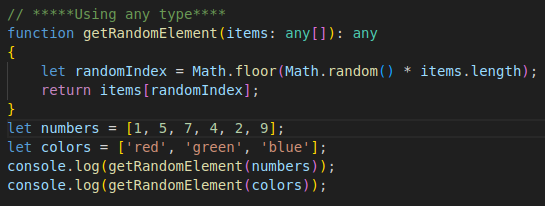 // *****Using any type****
function getRandomElement(items: any[]): any
{
    let randomIndex = Math.floor(Math.random() * items.length);
    return items[randomIndex];
}
let numbers = [1, 5, 7, 4, 2, 9];
let colors = ['red', 'green', 'blue'];
console.log(getRandomElement(numbers));
console.log(getRandomElement(colors));